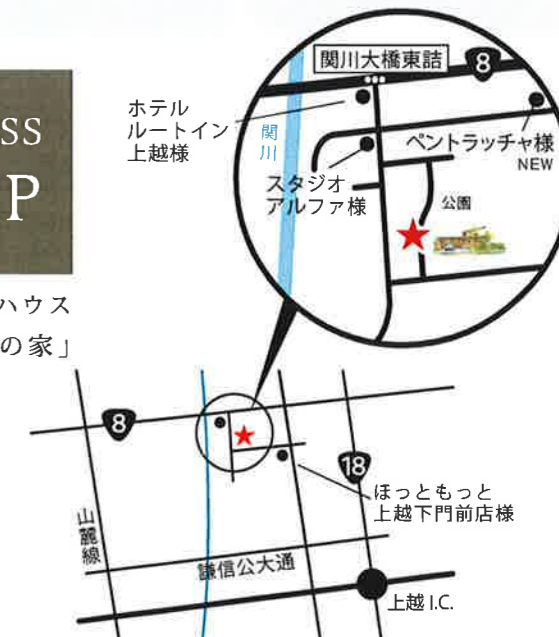 SS
P
ハウス
の家」
関川大橋東詰
8
ホテル
ルートイン
上越様
関川
ペントラッチャ様
NEW
スタジオ
アルファ様
公園
8
18
ほっともっと
上越下門前店様
山麓線
謙信公大通
上越 I.C.